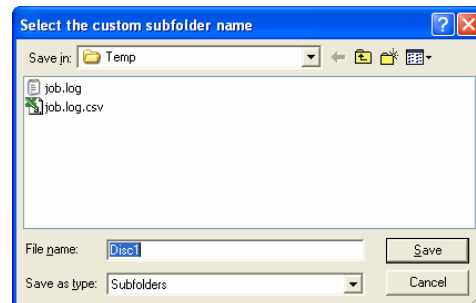 Select the custom subfolder name
Save in: Temp
job.log
job.log.csv
File name: Disc1 Save
Save as type: Subfolders Cancel